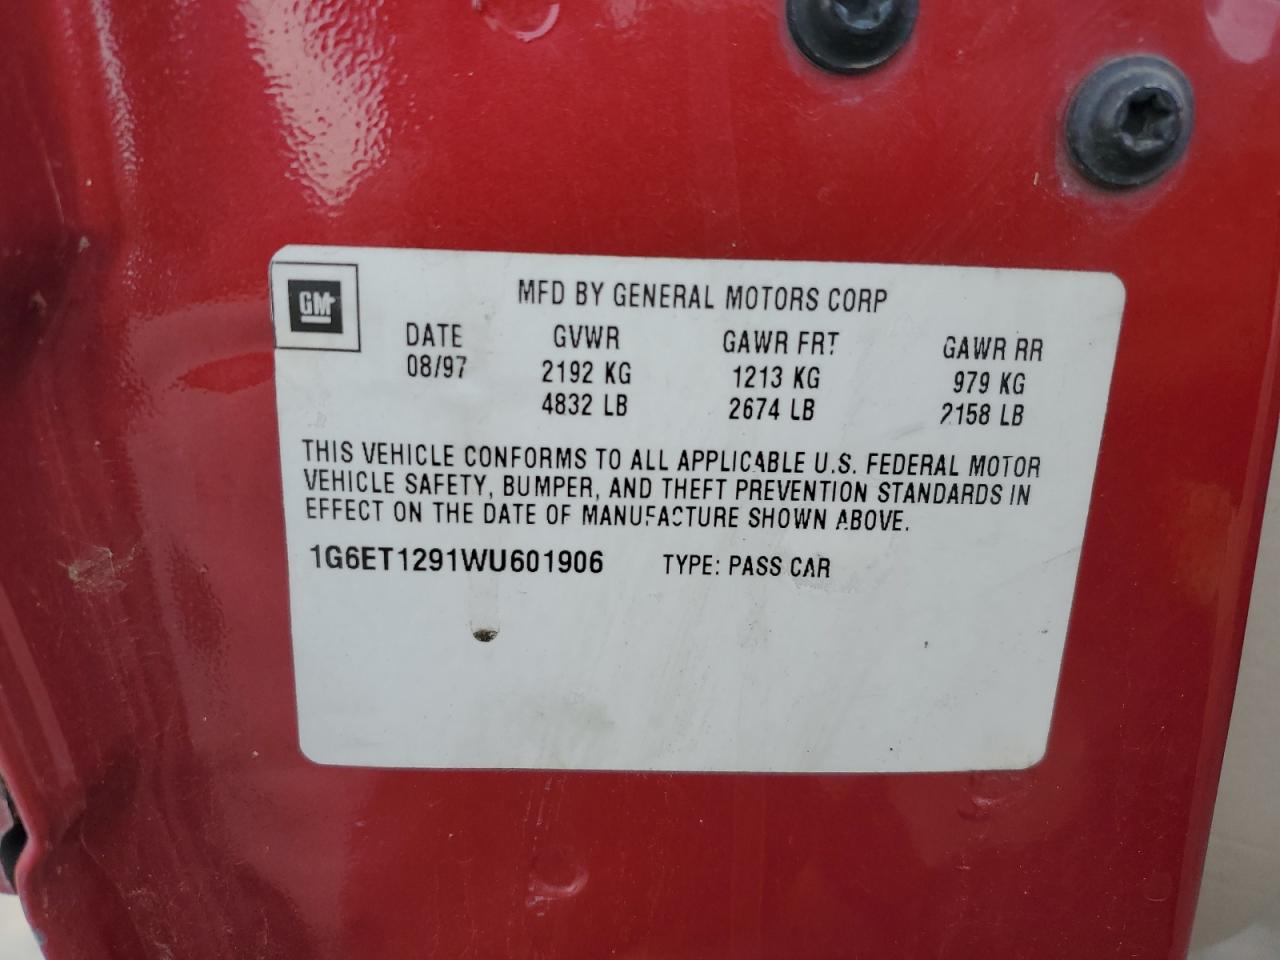 GM
MFD BY GENERAL MOTORS CORP
DATE GVWR GAWR FRT GAWR RR
08/97 2192 KG 1213 KG 979 KG
4832 LB 2674 LB 2158 LB
THIS VEHICLE CONFORMS TO ALL APPLICABLE U.S. FEDERAL MOTOR
VEHICLE SAFETY, BUMPER, AND THEFT PREVENTION STANDARDS IN
EFFECT ON THE DATE OF MANUFACTURE SHOWN ABOVE.
1G6ET1291WU601906 TYPE: PASS CAR